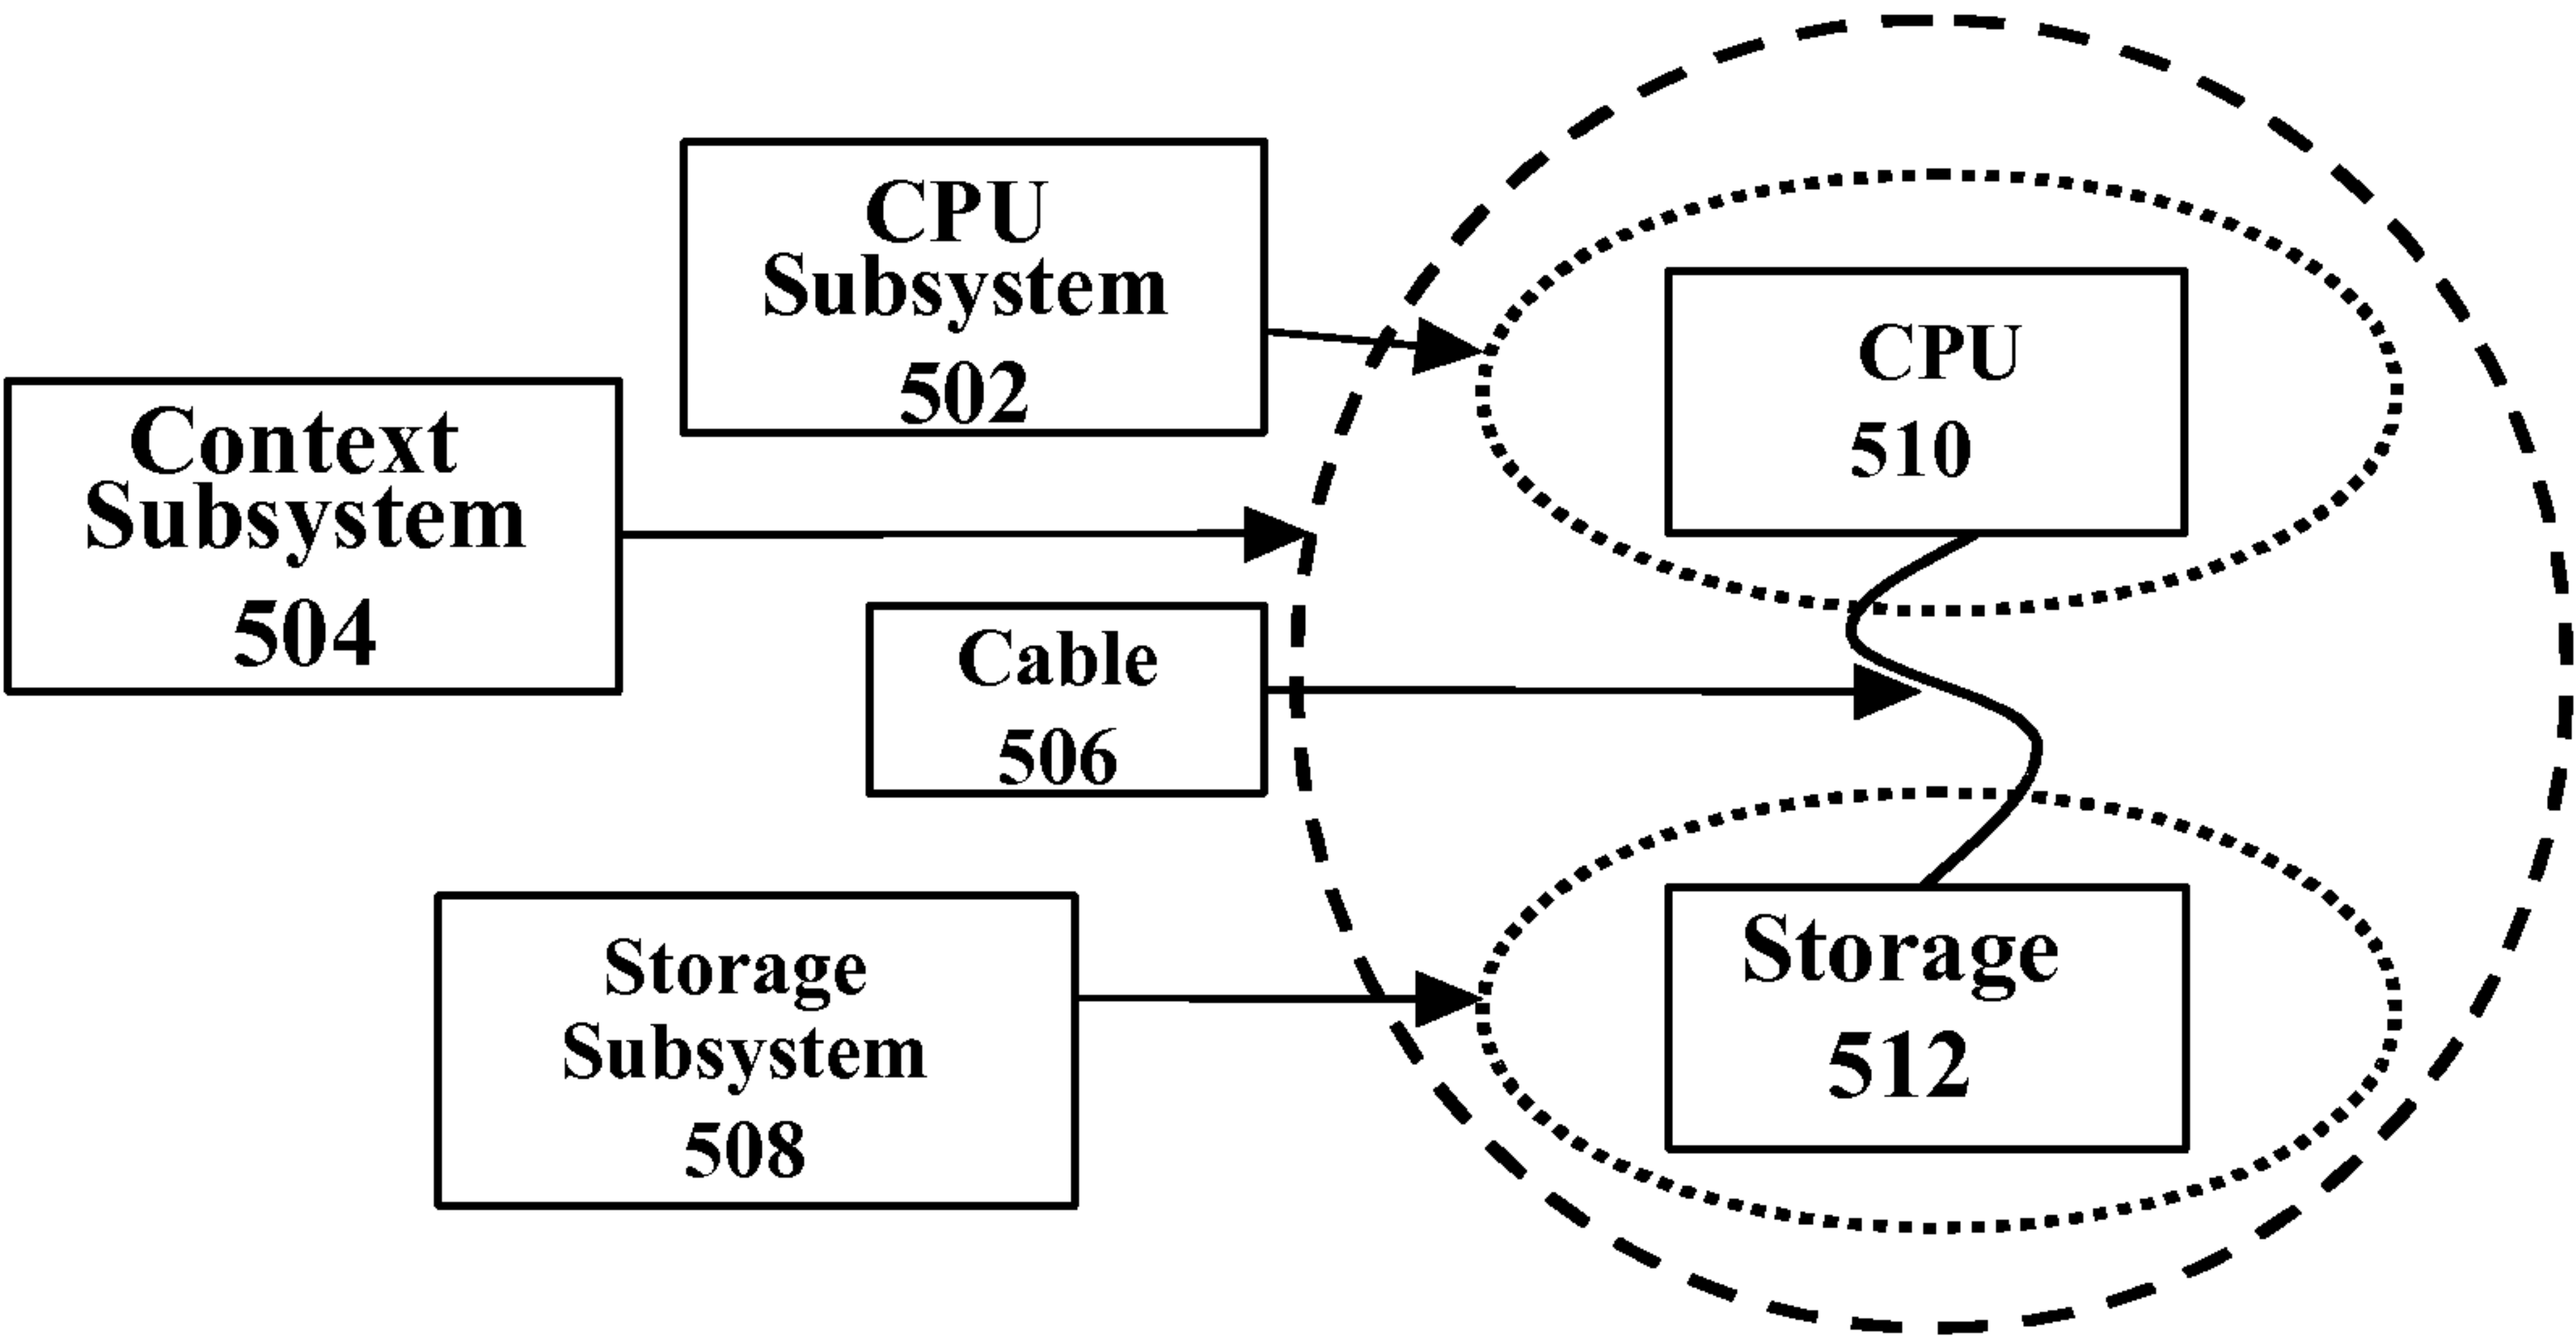 CPU
Subsystem
502
CPU
510
Context
Subsystem
504
Cable
506
Storage
Subsystem
508
Storage
512